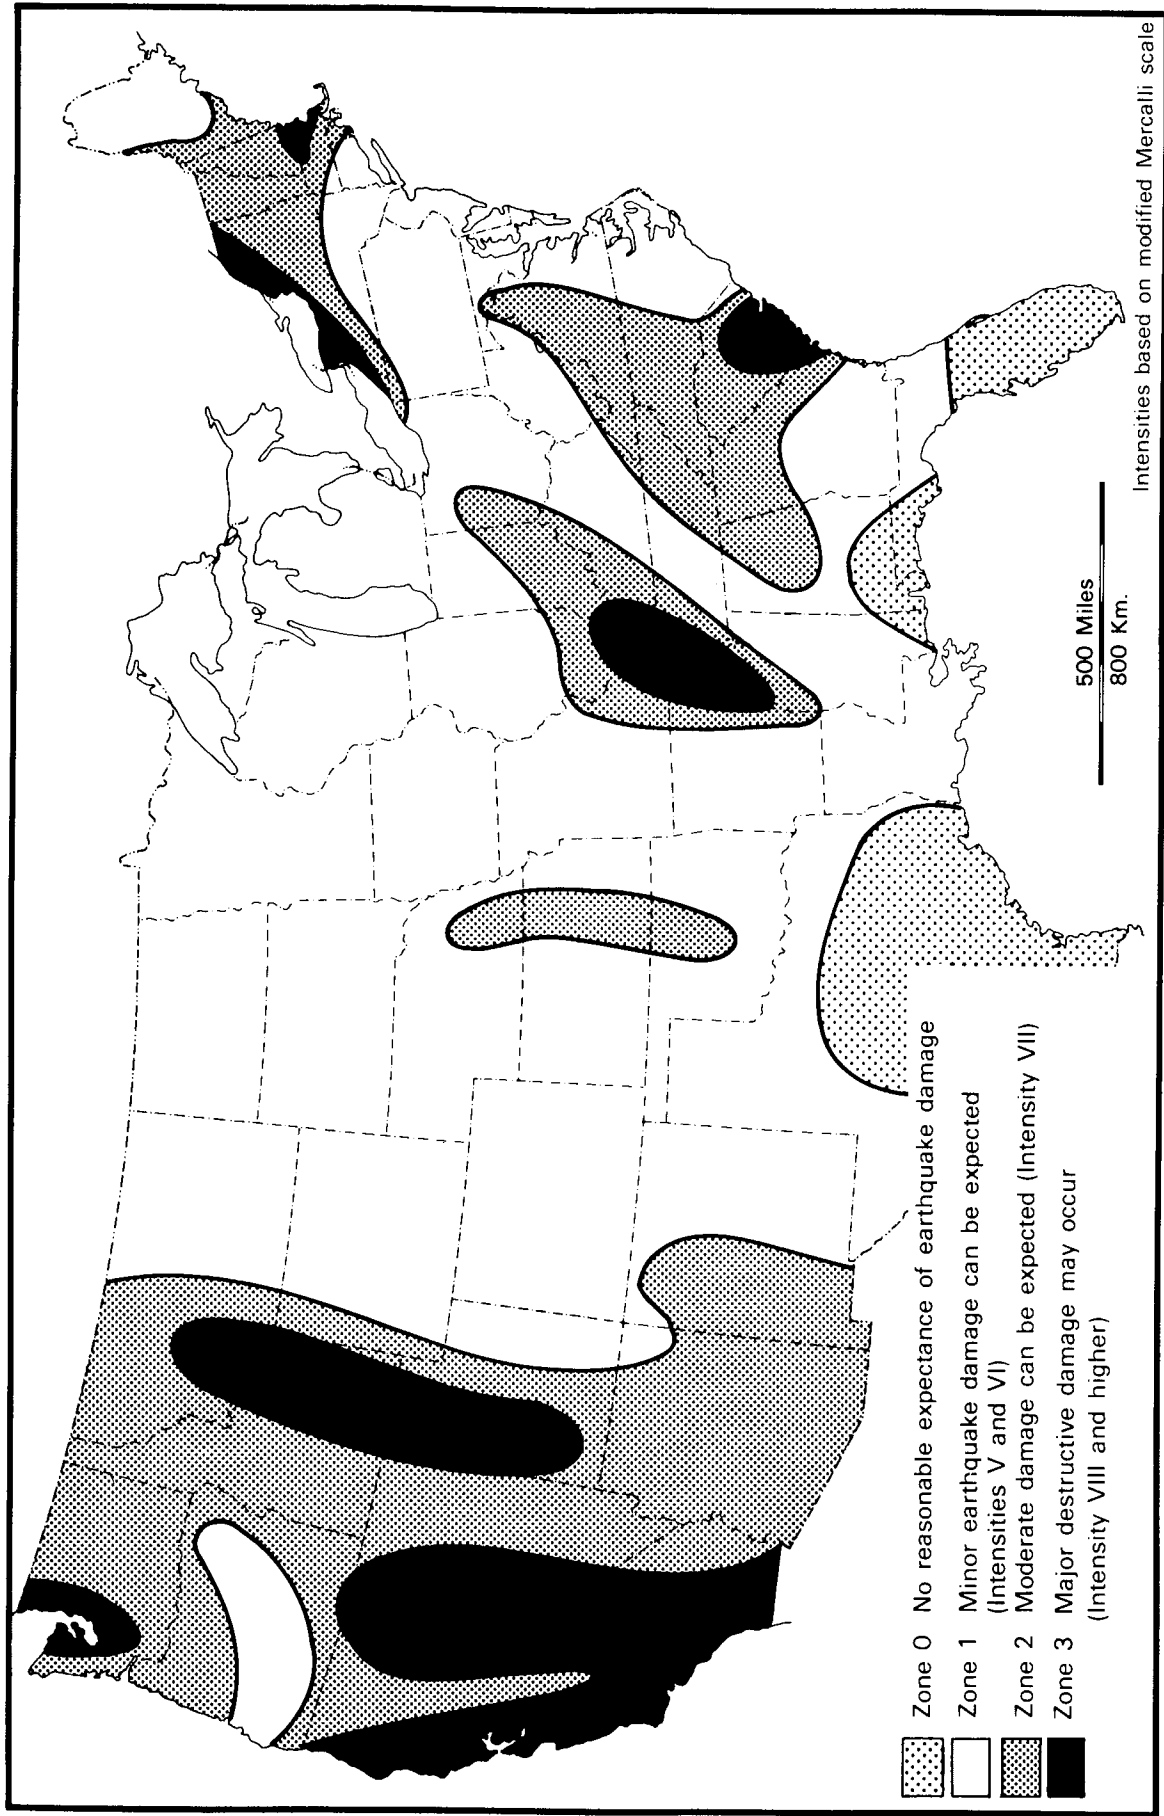 Intensities based on modified Mercalli scale
500 Miles
800 Km.
Zone 0 No reasonable expectance of earthquake damage
Zone 1 Minor earthquake damage can be expected
(Intensities V and VI)
Zone 2 Moderate damage can be expected (Intensity VII)
Zone 3 Major destructive damage may occur
(Intensity VIII and higher)